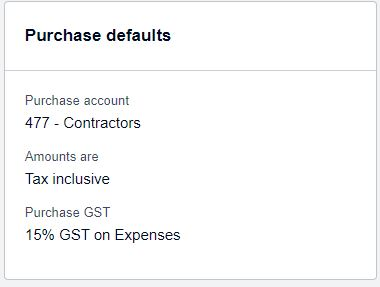 Purchase defaults
Purchase account
477 - Contractors
Amounts are
Tax inclusive
Purchase GST
15% GST on Expenses